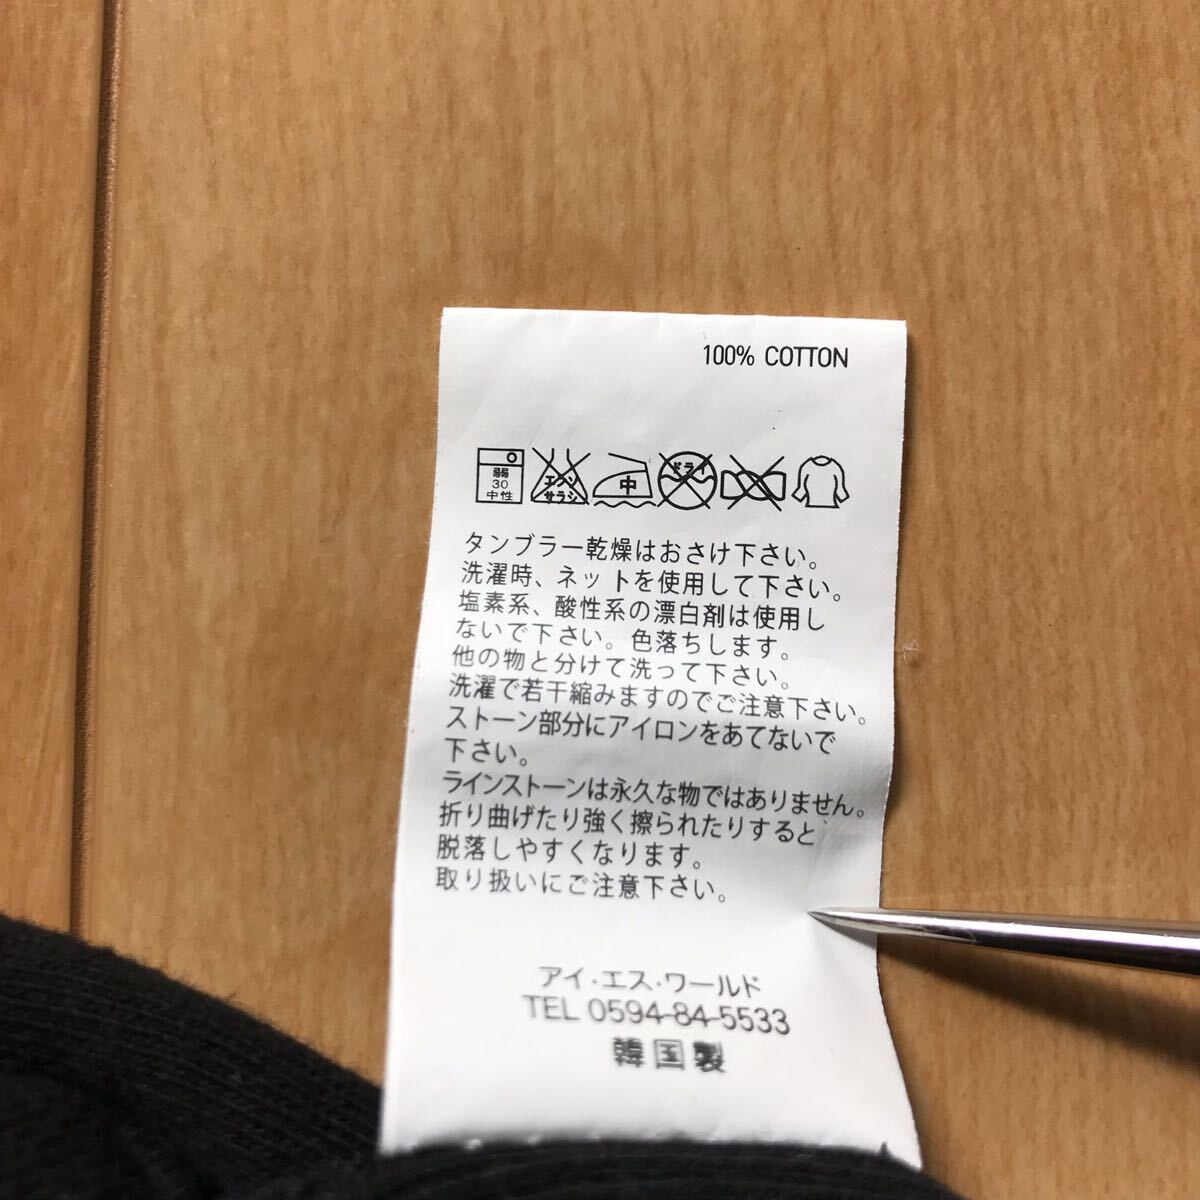 100% COTTON
弱
30
中性
エンソ
サラシ
中
ドライ
タンブラー乾燥はおさけ下さい。
洗濯時、ネットを使用して下さい。
塩素系、酸性系の漂白剤は使用し
ないで下さい。色落ちします。
他の物と分けて洗って下さい。
洗濯で若干縮みますのでご注意下さい。
ストーン部分にアイロンをあてないで
下さい。
ラインストーンは永久な物ではありません。
折り曲げたり強く擦られたりすると
脱落しやすくなります。
取り扱いにご注意下さい。
アイ・エス・ワールド
TEL 0594-84-5533
韓国製